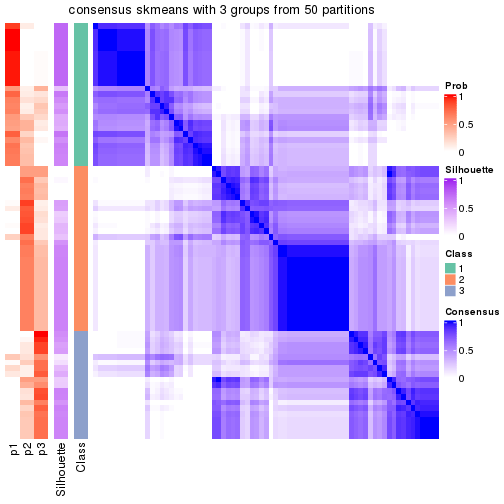 consensus skmeans with 3 groups from 50 partitions
Prob
1
0.5
0
Silhouette
1
0.5
0
Class
1
2
3
Consensus
1
0.5
0
p1
p2
p3
Silhouette
Class